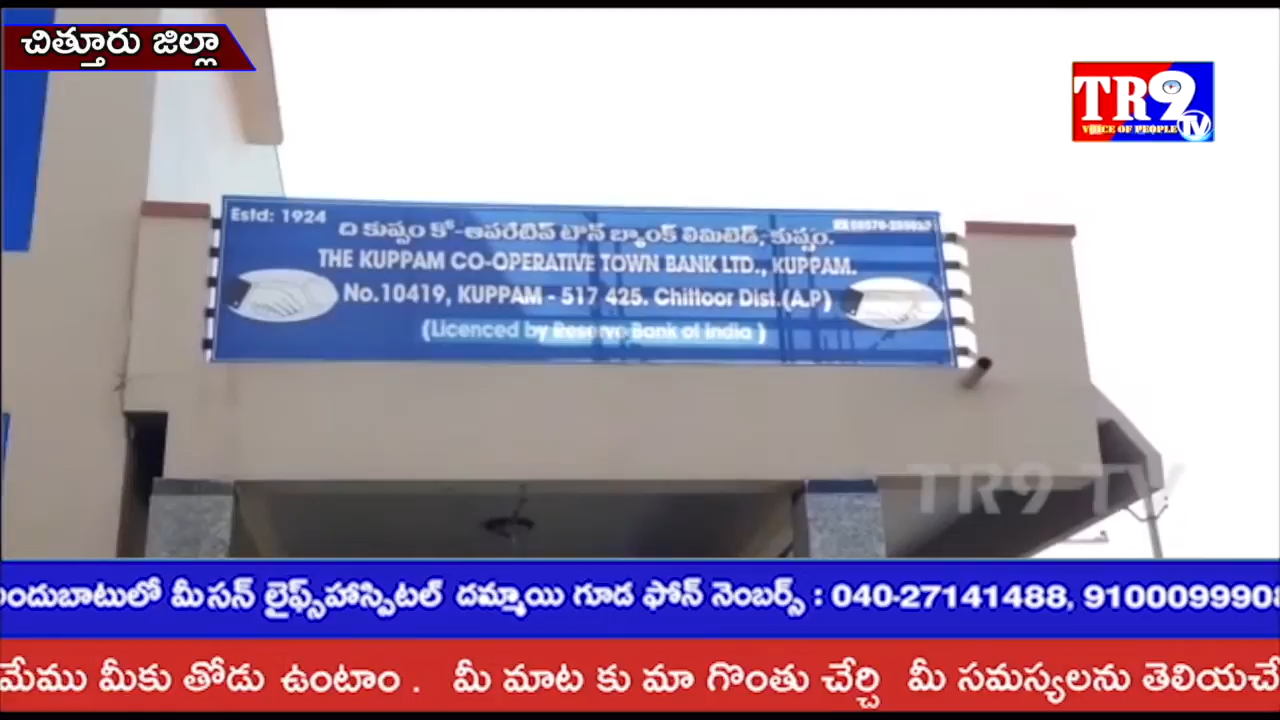 చిత్తూరు జిల్లా
TR9 TV
VOICE OF PEOPLE
Estd: 1924
ది కుప్పం కో-ఆపరేటివ్ టౌన్ బ్యాంక్ లిమిటెడ్, కుప్పం.
THE KUPPAM CO-OPERATIVE TOWN BANK LTD., KUPPAM.
No.10419, KUPPAM - 517 425. Chittoor Dist.(A.P)
(Licenced by Reserve Bank of India)
TR9 TV
అందుబాటులో మీ సన్ లైఫ్స్‌హాస్పిటల్ దమ్మాయి గూడ ఫోన్ నెంబర్స్ : 040-27141488, 9100099908
మేము మీకు తోడు ఉంటాం . మీ మాట కు మా గొంతు చేర్చి మీ సమస్యలను తెలియచే